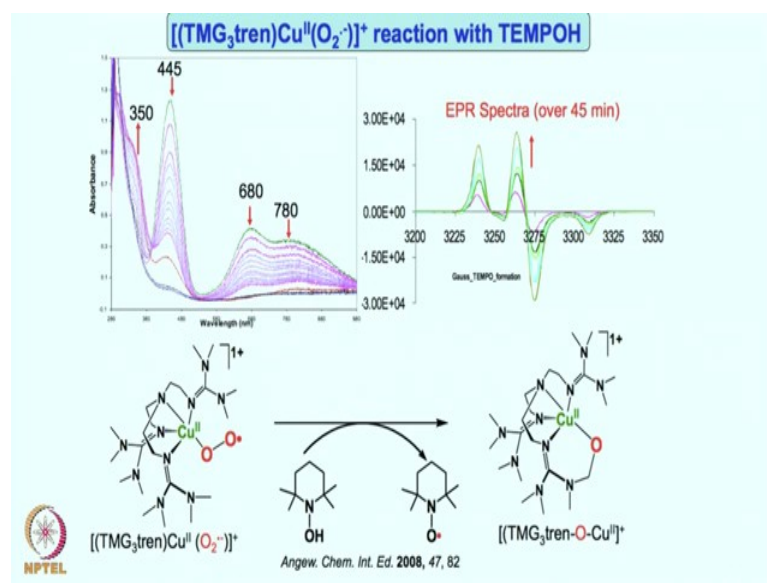 [(TMG₃tren)Cuᴵᴵ(O₂·⁻)]⁺ reaction with TEMPOH
445
350
680
780
Absorbance
Wavelength (nm)
EPR Spectra (over 45 min)
3.00E+04
1.50E+04
0.00E+00
-1.50E+04
-3.00E+04
3200 3225 3250 3275 3300 3325 3350
Gauss_TEMPO_formation
1+
N
N
N
N
N
Cuᴵᴵ
O
O•
N
N
N
N
N
[(TMG₃tren)Cuᴵᴵ (O₂·⁻)]⁺
N
OH
N
O•
1+
N
N
N
N
N
Cuᴵᴵ
O
N
N
N
N
N
[(TMG₃tren-O-Cuᴵᴵ]⁺
Angew. Chem. Int. Ed. 2008, 47, 82
NPTEL